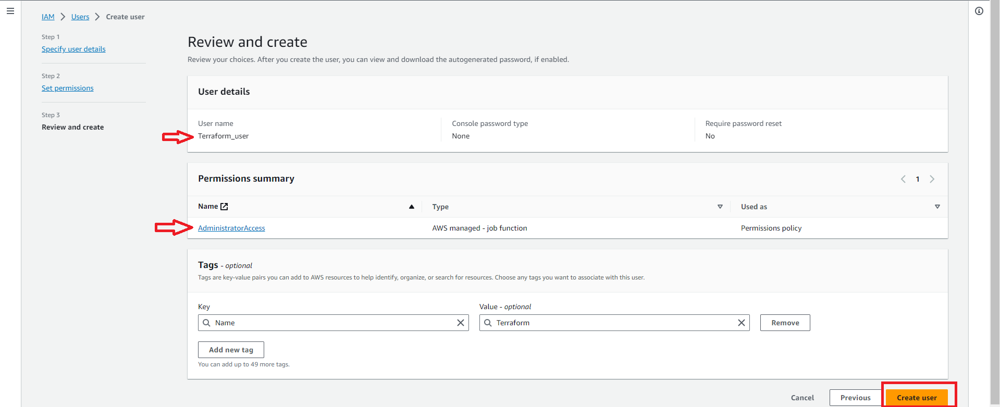 IAM > Users > Create user
Step 1
Specify user details
Step 2
Set permissions
Step 3
Review and create
Review and create
Review your choices. After you create the user, you can view and download the autogenerated password, if enabled.
User details
User name
Terraform_user
Console password type
None
Require password reset
No
Permissions summary
1
Name Type Used as
AdministratorAccess AWS managed - job function Permissions policy
Tags - optional
Tags are key-value pairs you can add to AWS resources to help identify, organize, or search for resources. Choose any tags you want to associate with this user.
Key Value - optional
Name Terraform Remove
Add new tag
You can add up to 49 more tags.
Cancel Previous Create user